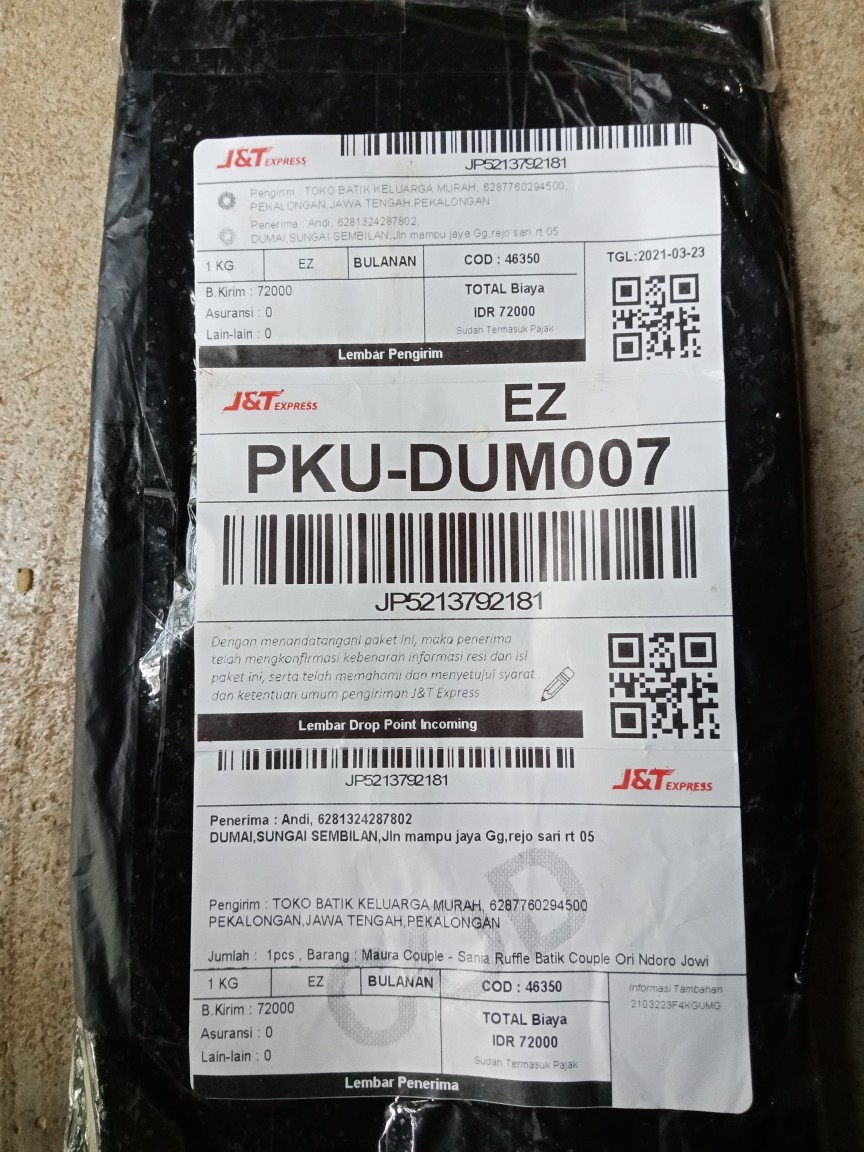 J&T EXPRESS
JP5213792181
Pengirim : TOKO BATIK KELUARGA MURAH, 6287760294500,
PEKALONGAN,JAWA TENGAH,PEKALONGAN
Penerima : Andi, 6281324287802,
DUMAI,SUNGAI SEMBILAN,Jln mampu jaya Gg,rejo sari rt 05
1 KG EZ BULANAN COD : 46350 TGL:2021-03-23
B.Kirim : 72000 TOTAL Biaya
Asuransi : 0 IDR 72000
Lain-lain : 0 Sudah Termasuk Pajak
Lembar Pengirim
J&T EXPRESS EZ
PKU-DUM007
JP5213792181
Dengan menandatangani paket ini, maka penerima
telah mengkonfirmasi kebenaran informasi resi dan isi
paket ini, serta telah memahami dan menyetujui syarat
dan ketentuan umum pengiriman J&T Express
Lembar Drop Point Incoming
JP5213792181
J&T EXPRESS
Penerima : Andi, 6281324287802
DUMAI,SUNGAI SEMBILAN,Jln mampu jaya Gg,rejo sari rt 05
COD
Pengirim : TOKO BATIK KELUARGA MURAH, 6287760294500
PEKALONGAN,JAWA TENGAH,PEKALONGAN
Jumlah : 1pcs , Barang : Maura Couple - Sania Ruffle Batik Couple Ori Ndoro Jowi
1 KG EZ BULANAN COD : 46350 Informasi Tambahan
B.Kirim : 72000 TOTAL Biaya 2103223F4XGUMG
Asuransi : 0 IDR 72000
Lain-lain : 0 Sudah Termasuk Pajak
Lembar Penerima